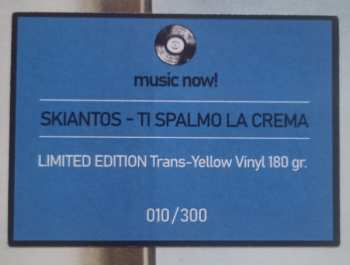 music now!
SKIANTOS - TI SPALMO LA CREMA
LIMITED EDITION Trans-Yellow Vinyl 180 gr.
010/300